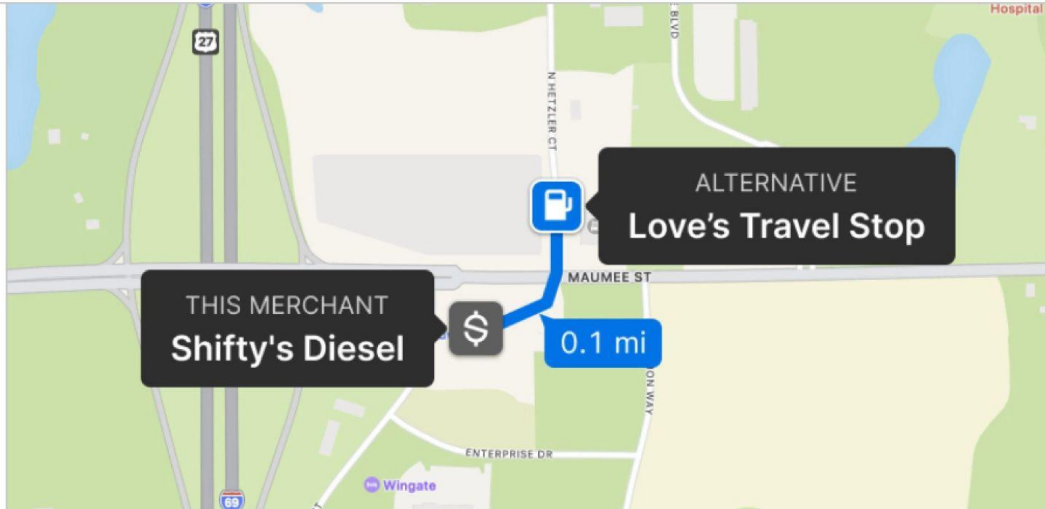 Hospital
27
E BLVD
N HETZLER CT
ALTERNATIVE
Love’s Travel Stop
MAUMEE ST
THIS MERCHANT
Shifty's Diesel
$
0.1 mi
ON WAY
ENTERPRISE DR
Wingate
69